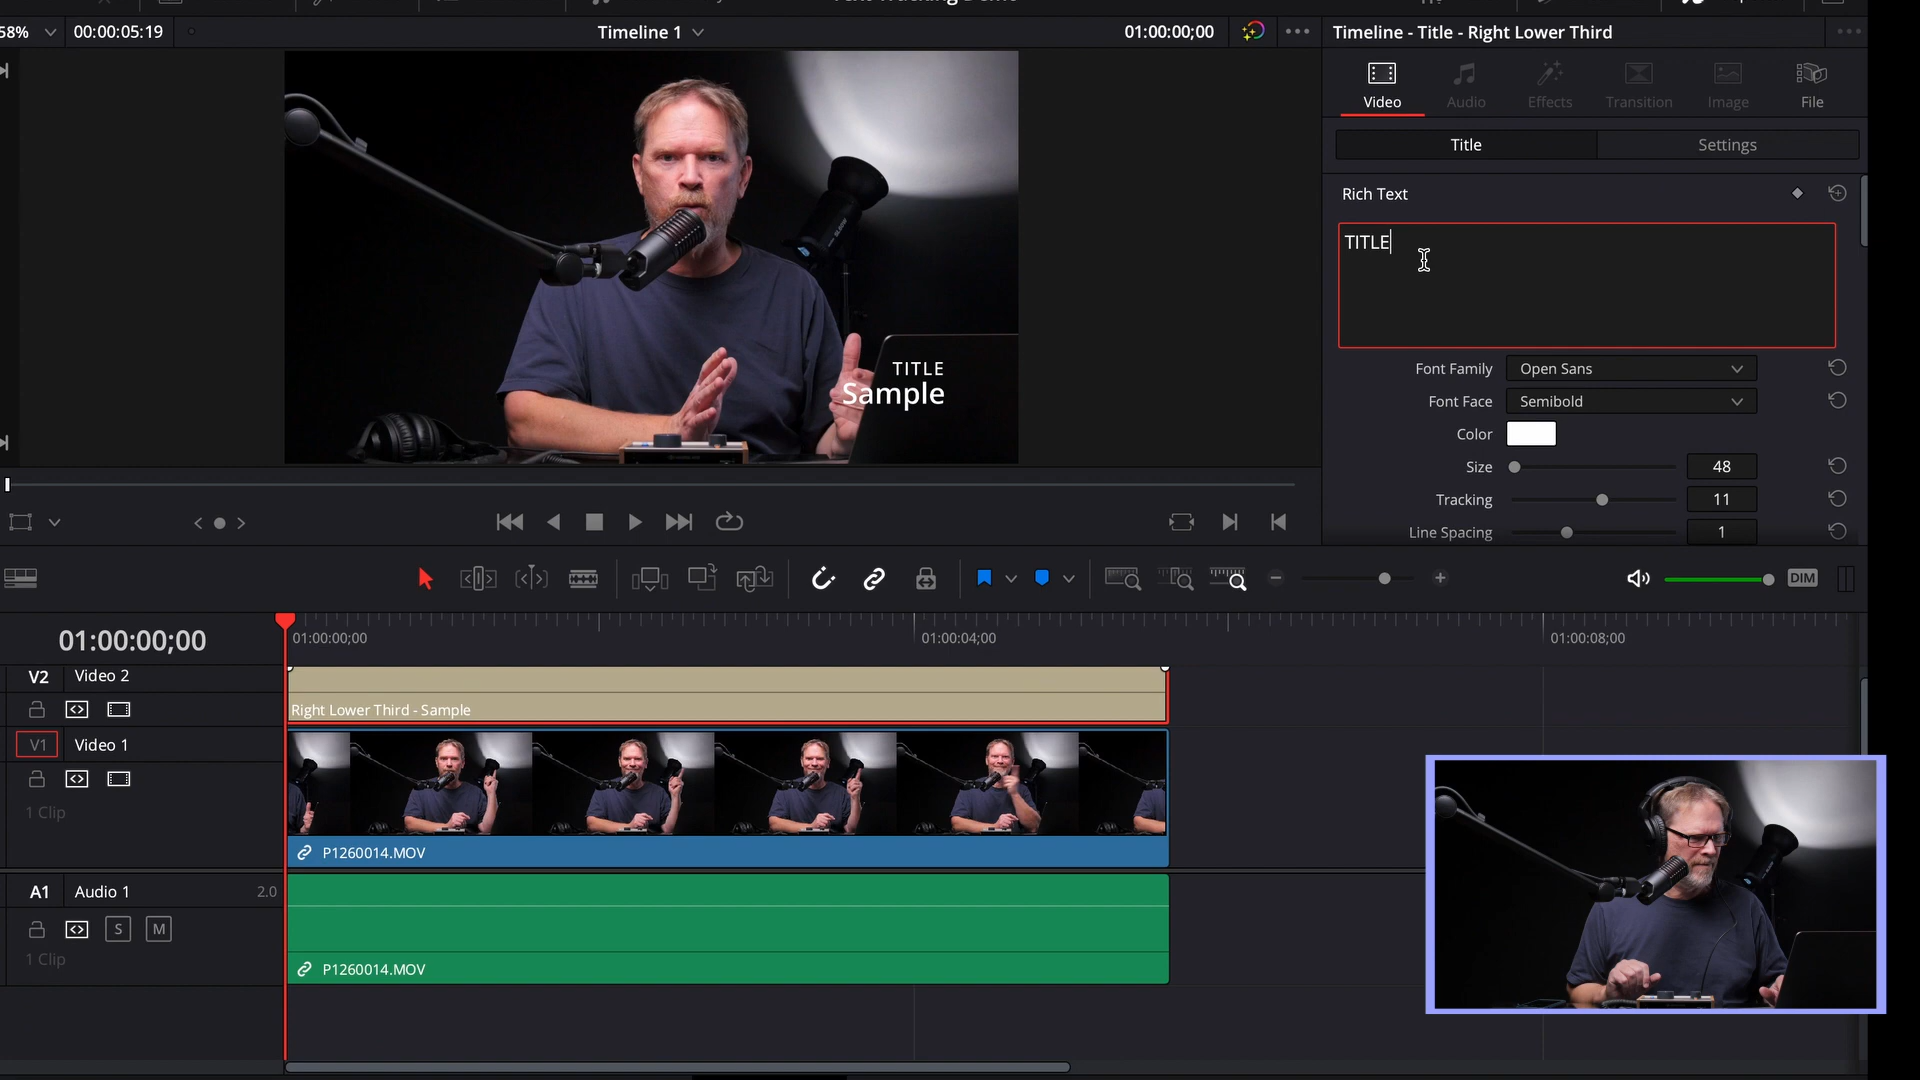 58%
00:00:05:19
Timeline 1
01:00:00;00
Timeline - Title - Right Lower Third
Video
Audio
Effects
Transition
Image
File
Title
Settings
Rich Text
TITLE
TITLE
Sample
Font Family
Open Sans
Font Face
Semibold
Color
Size
48
Tracking
11
Line Spacing
1
DIM
01:00:00;00
01:00:00;00
01:00:04;00
01:00:08;00
V2
Video 2
Right Lower Third - Sample
V1
Video 1
1 Clip
P1260014.MOV
A1
Audio 1
2.0
S
M
1 Clip
P1260014.MOV